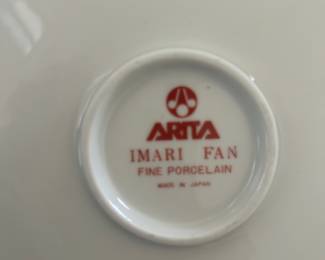 ARITA
IMARI FAN
FINE PORCELAIN
MADE IN JAPAN